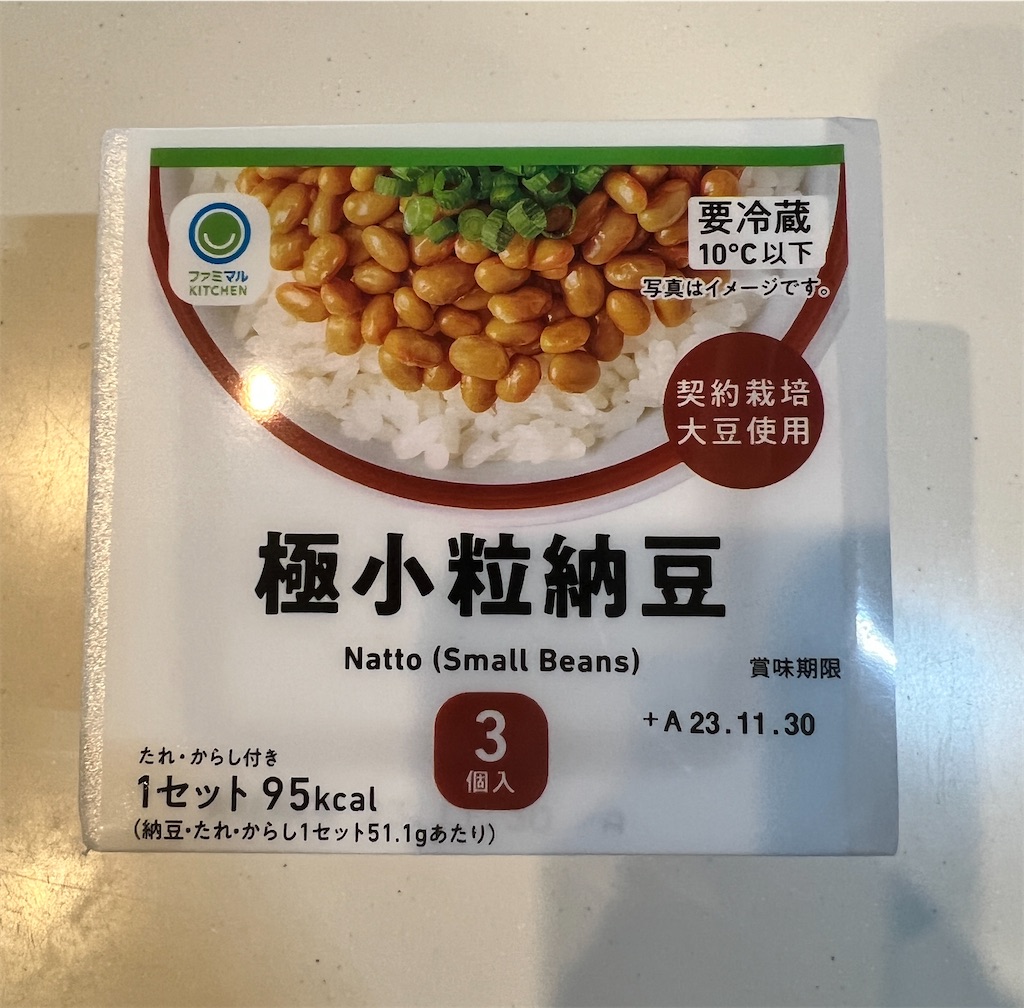 ファミマル
KITCHEN
要冷蔵
10°C以下
写真はイメージです。
契約栽培
大豆使用
極小粒納豆
Natto (Small Beans)
賞味期限
+A 23.11.30
3
個入
たれ・からし付き
1セット 95kcal
(納豆・たれ・からし1セット51.1gあたり)